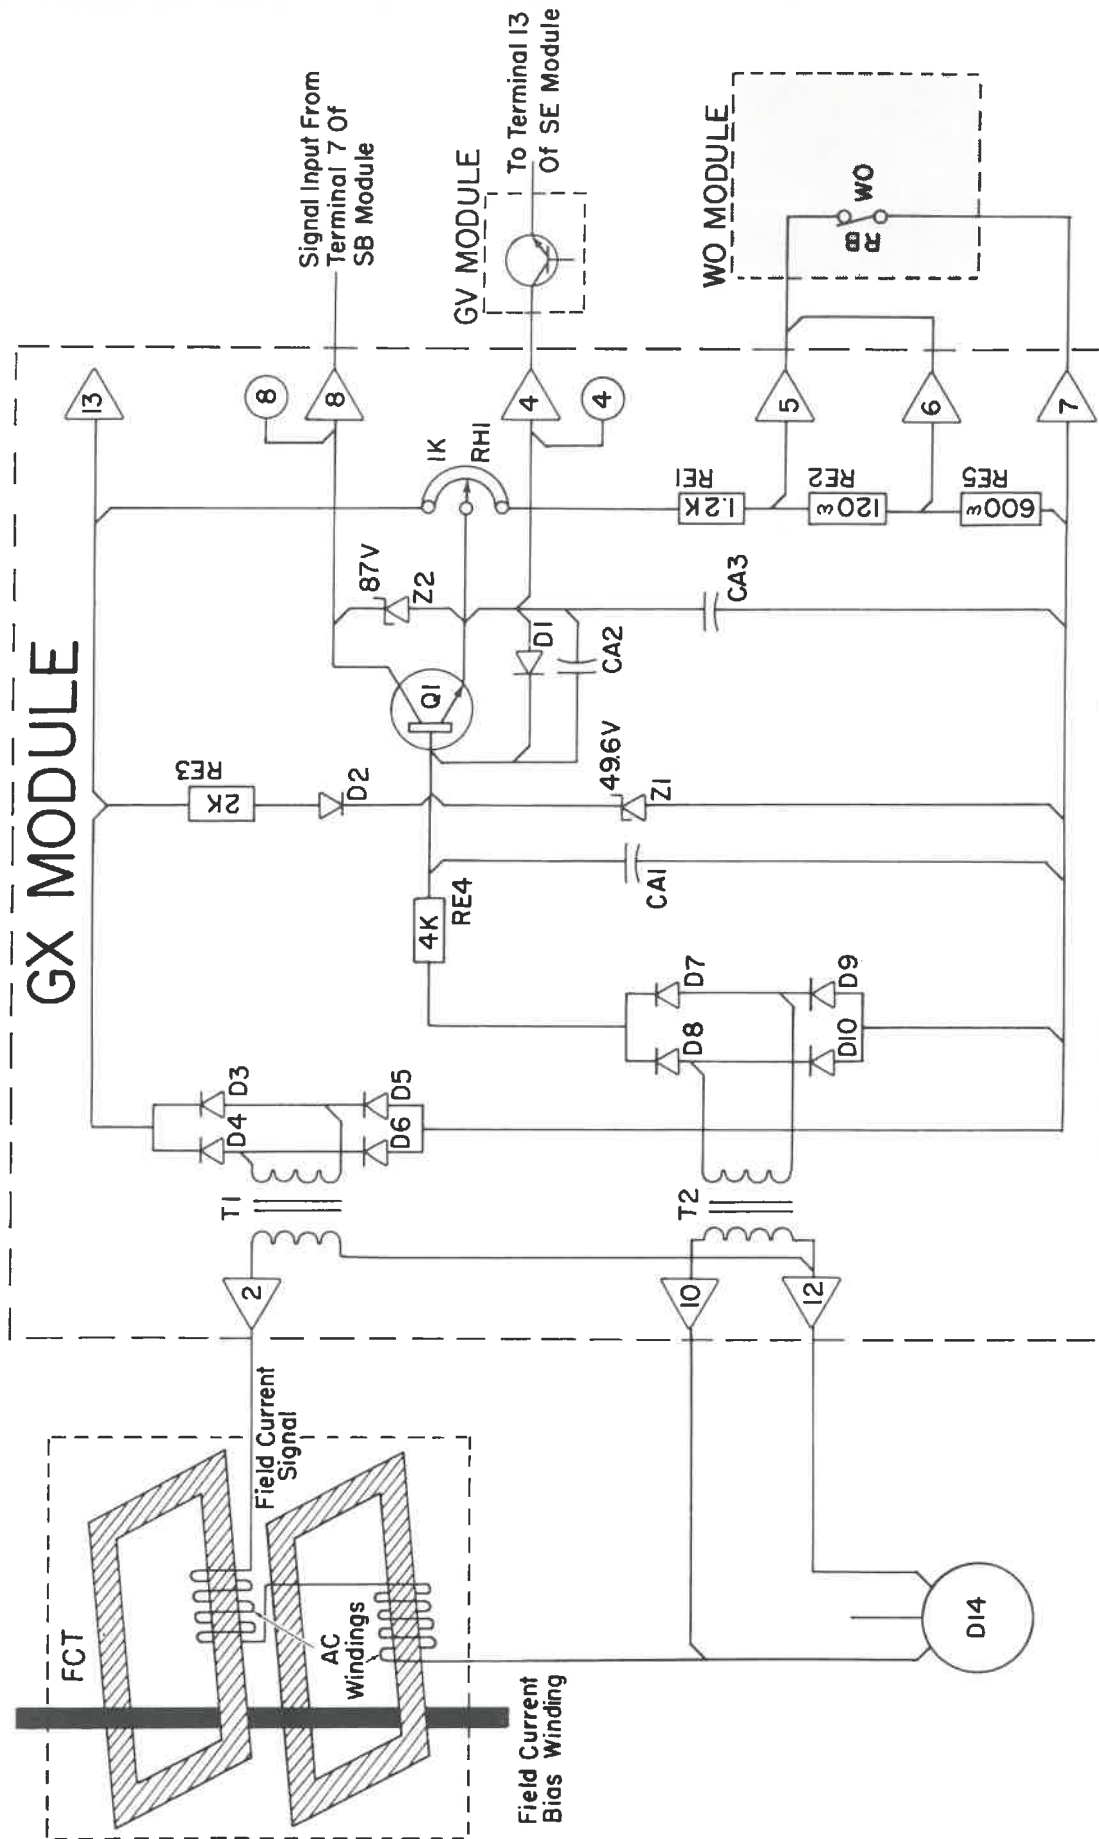 GX MODULE
13
Signal Input From
Terminal 7 Of
SB Module
8
8
To Terminal 13
Of SE Module
GV MODULE
4
4
WO MODULE
RB
WO
5
6
7
1K
RH1
RE1
1.2K
RE2
120ω
RE5
600ω
87V
Z2
Q1
D1
CA2
CA3
RE3
2K
D2
49.6V
Z1
4K
RE4
CA1
D3
D4
D5
D6
D7
D8
D9
D10
T1
T2
2
10
12
FCT
Field Current
Signal
AC
Windings
Field Current
Bias Winding
D14